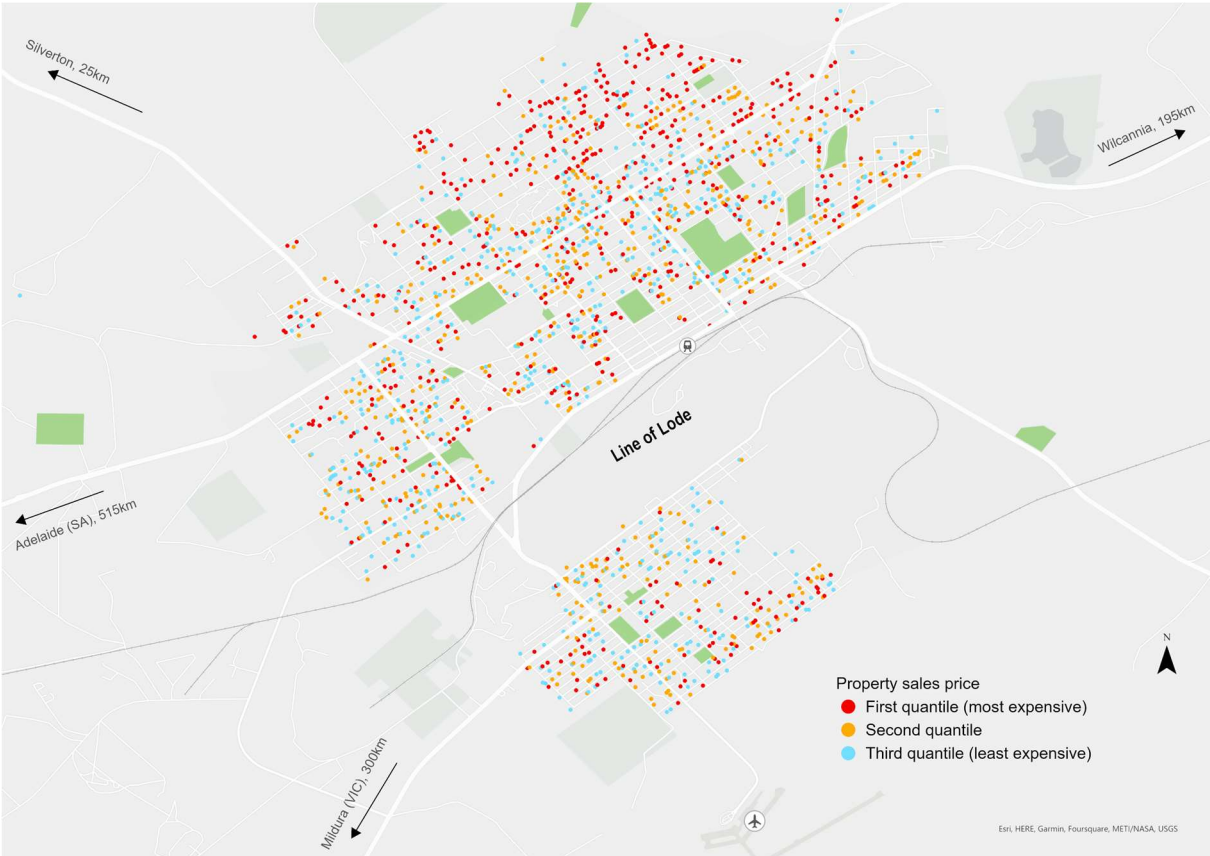 Silverton, 25km
Wilcannia, 195km
Line of Lode
Adelaide (SA), 515km
Mildura (VIC), 300km
N
Property sales price
First quantile (most expensive)
Second quantile
Third quantile (least expensive)
Esri, HERE, Garmin, Foursquare, METI/NASA, USGS